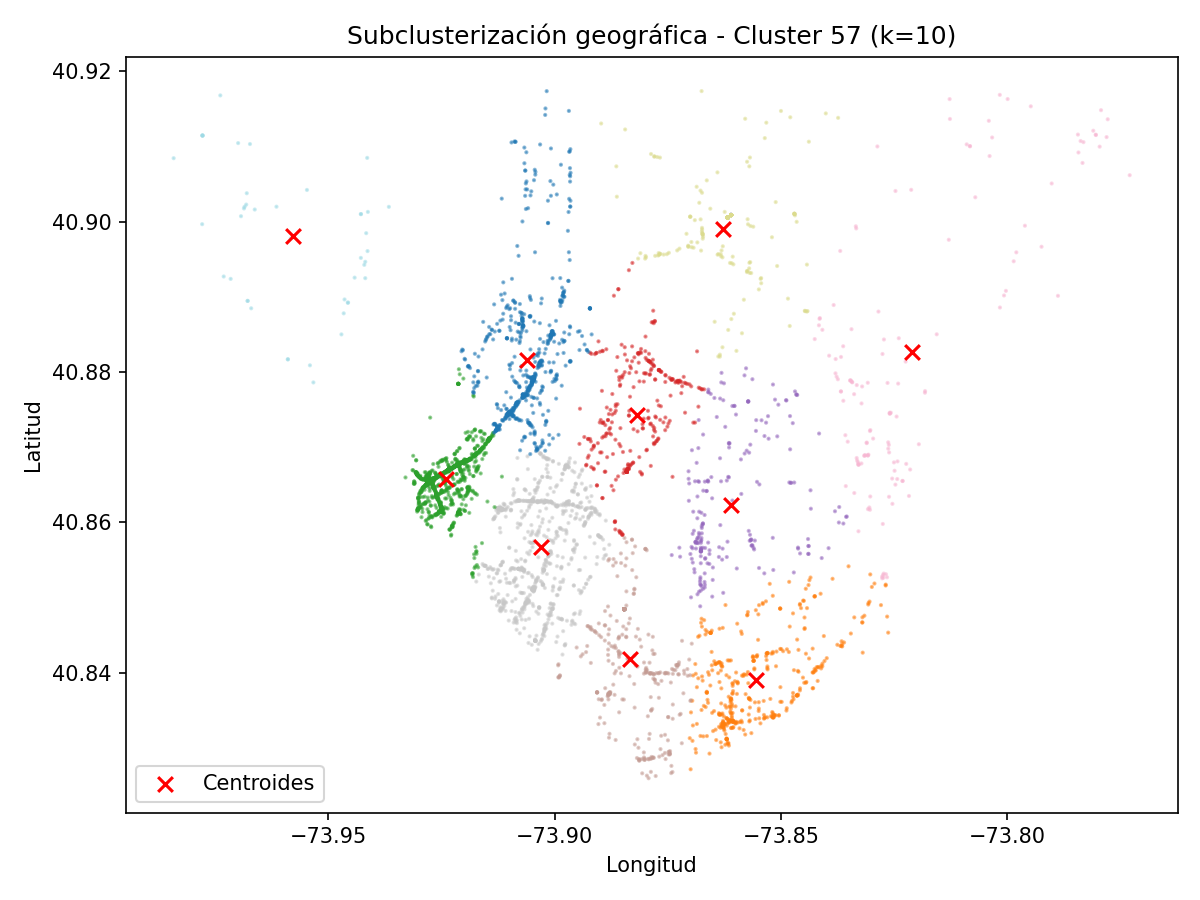 Subclusterización geográfica - Cluster 57 (k=10)
Latitud
40.92
40.90
40.88
40.86
40.84
Centroides
−73.95
−73.90
−73.85
−73.80
Longitud